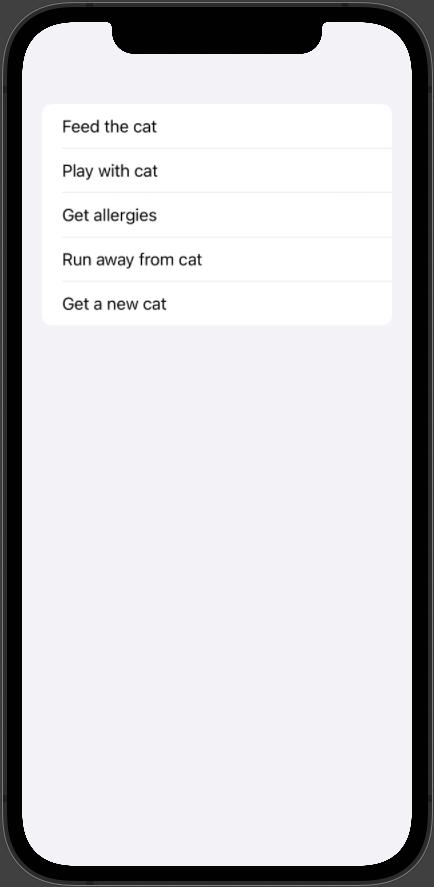 Feed the cat
Play with cat
Get allergies
Run away from cat
Get a new cat